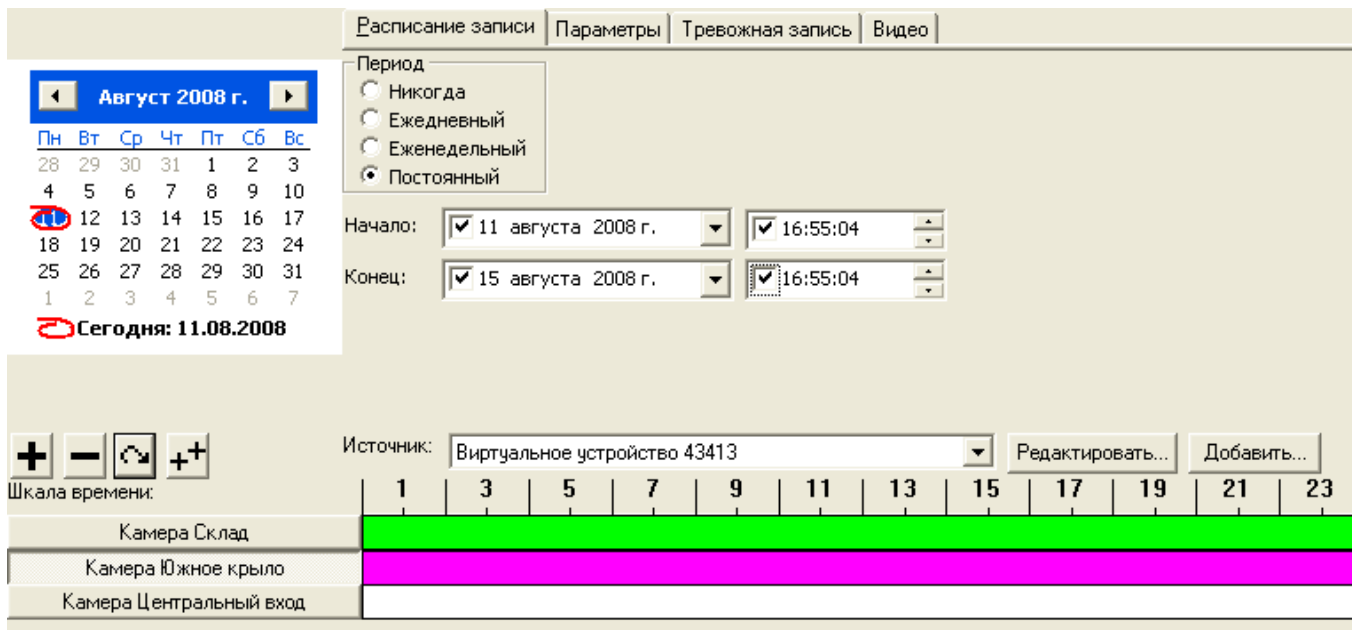 Расписание записи Параметры Тревожная запись Видео
Период
Никогда
Ежедневный
Еженедельный
Постоянный
Август 2008 г.
Пн Вт Ср Чт Пт Сб Вс
28 29 30 31 1 2 3
4 5 6 7 8 9 10
11 12 13 14 15 16 17
18 19 20 21 22 23 24
25 26 27 28 29 30 31
1 2 3 4 5 6 7
Сегодня: 11.08.2008
Начало: 11 августа 2008 г. 16:55:04
Конец: 15 августа 2008 г. 16:55:04
Источник: Виртуальное устройство 43413 Редактировать... Добавить...
Шкала времени: 1 3 5 7 9 11 13 15 17 19 21 23
Камера Склад
Камера Южное крыло
Камера Центральный вход